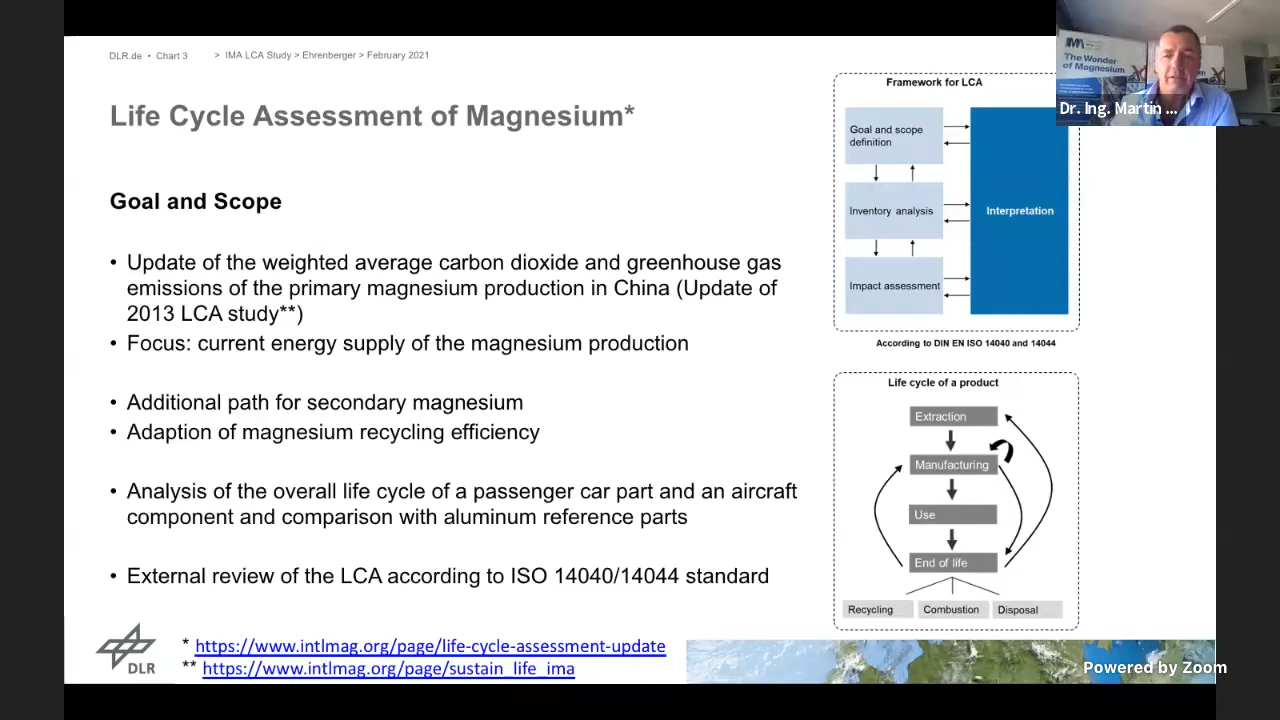 DLR.de • Chart 3 > IMA LCA Study > Ehrenberger > February 2021
Life Cycle Assessment of Magnesium*
Goal and Scope
• Update of the weighted average carbon dioxide and greenhouse gas
emissions of the primary magnesium production in China (Update of
2013 LCA study**)
• Focus: current energy supply of the magnesium production
• Additional path for secondary magnesium
• Adaption of magnesium recycling efficiency
• Analysis of the overall life cycle of a passenger car part and an aircraft
component and comparison with aluminum reference parts
• External review of the LCA according to ISO 14040/14044 standard
DLR
* https://www.intlmag.org/page/life-cycle-assessment-update
** https://www.intlmag.org/page/sustain_life_ima
Framework for LCA
Goal and scope
definition
Inventory analysis
Impact assessment
Interpretation
According to DIN EN ISO 14040 and 14044
Life cycle of a product
Extraction
Manufacturing
Use
End of life
Recycling
Combustion
Disposal
The Wonder
of Magnesium
Dr. Ing. Martin ...
Powered by Zoom